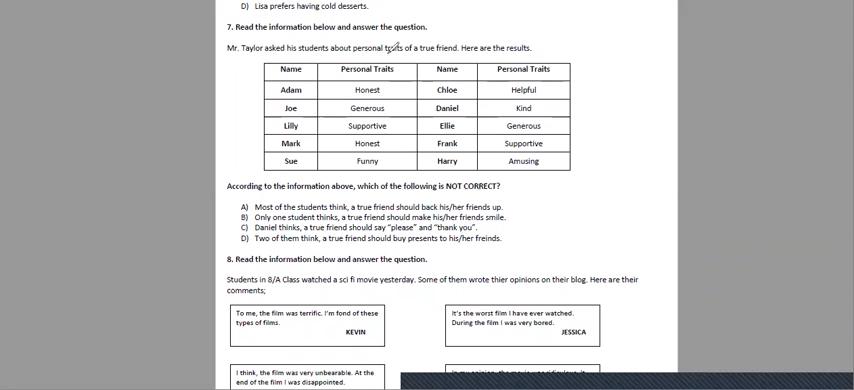 D) Lisa prefers having cold desserts.
7. Read the information below and answer the question.
Mr. Taylor asked his students about personal traits of a true friend. Here are the results.
Name Personal Traits Name Personal Traits
Adam Honest Chloe Helpful
Joe Generous Daniel Kind
Lilly Supportive Ellie Generous
Mark Honest Frank Supportive
Sue Funny Harry Amusing
According to the information above, which of the following is NOT CORRECT?
A) Most of the students think, a true friend should back his/her friends up.
B) Only one student thinks, a true friend should make his/her friends smile.
C) Daniel thinks, a true friend should say “please” and “thank you”.
D) Two of them think, a true friend should buy presents to his/her freinds.
8. Read the information below and answer the question.
Students in 8/A Class watched a sci fi movie yesterday. Some of them wrote thier opinions on their blog. Here are their
comments;
To me, the film was terrific. I’m fond of these
types of films.
KEVIN
It’s the worst film I have ever watched.
During the film I was very bored.
JESSICA
I think, the film was very unbearable. At the
end of the film I was disappointed.